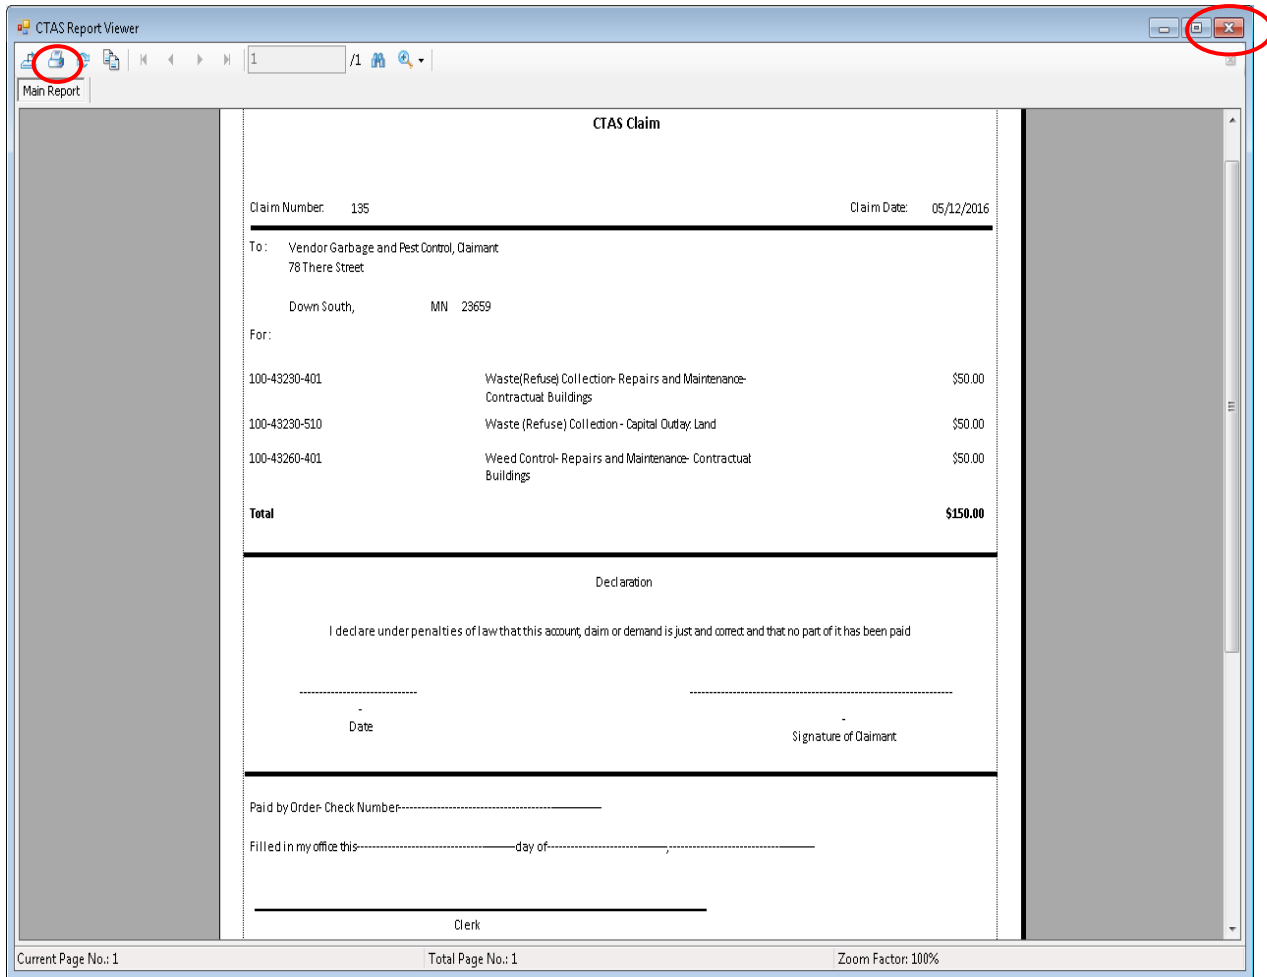 CTAS Report Viewer
1 /1
Main Report
CTAS Claim
Claim Number: 135 Claim Date: 05/12/2016
To: Vendor Garbage and Pest Control, Claimant
78 There Street
Down South, MN 23659
For:
100-43230-401 Waste(Refuse) Collection- Repairs and Maintenance- $50.00
Contractual: Buildings
100-43230-510 Waste (Refuse) Collection - Capital Outlay: Land $50.00
100-43260-401 Weed Control- Repairs and Maintenance- Contractual: $50.00
Buildings
Total $150.00
Declaration
I declare under penalties of law that this account, claim or demand is just and correct and that no part of it has been paid
Date
Signature of Claimant
Paid by Order- Check Number
Filled in my office this day of ,
Clerk
Current Page No.: 1 Total Page No.: 1 Zoom Factor: 100%